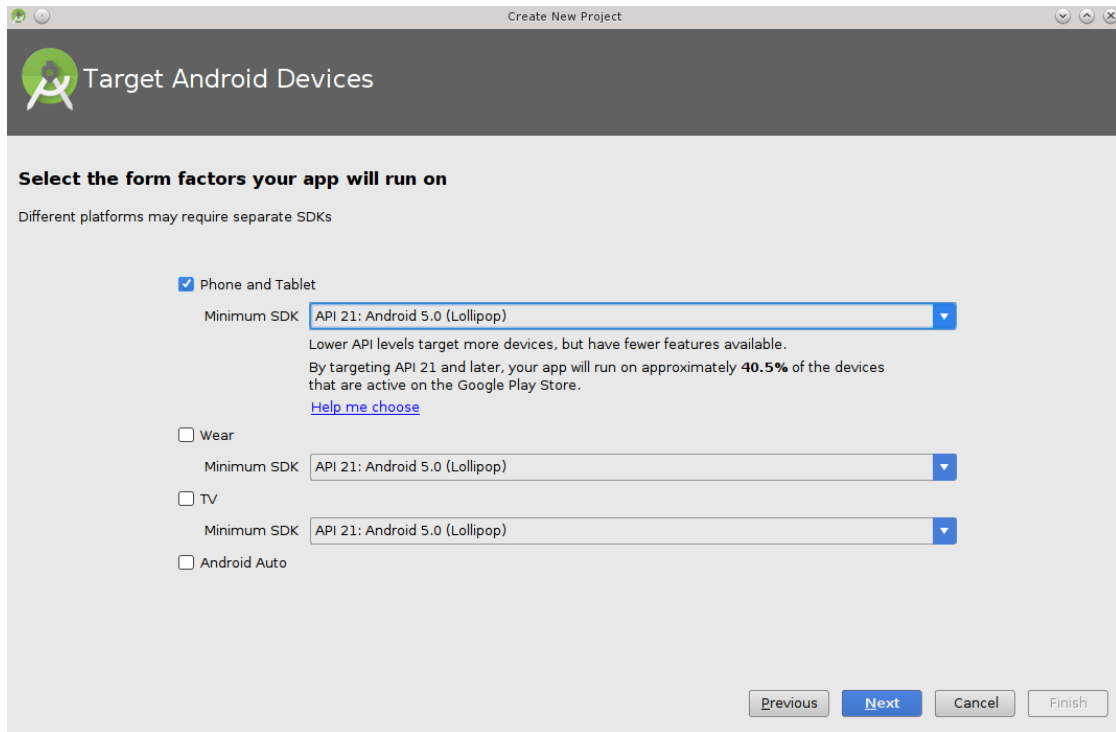 Create New Project
Target Android Devices
Select the form factors your app will run on
Different platforms may require separate SDKs
Phone and Tablet
Minimum SDK API 21: Android 5.0 (Lollipop)
Lower API levels target more devices, but have fewer features available.
By targeting API 21 and later, your app will run on approximately 40.5% of the devices
that are active on the Google Play Store.
Help me choose
Wear
Minimum SDK API 21: Android 5.0 (Lollipop)
TV
Minimum SDK API 21: Android 5.0 (Lollipop)
Android Auto
Previous Next Cancel Finish